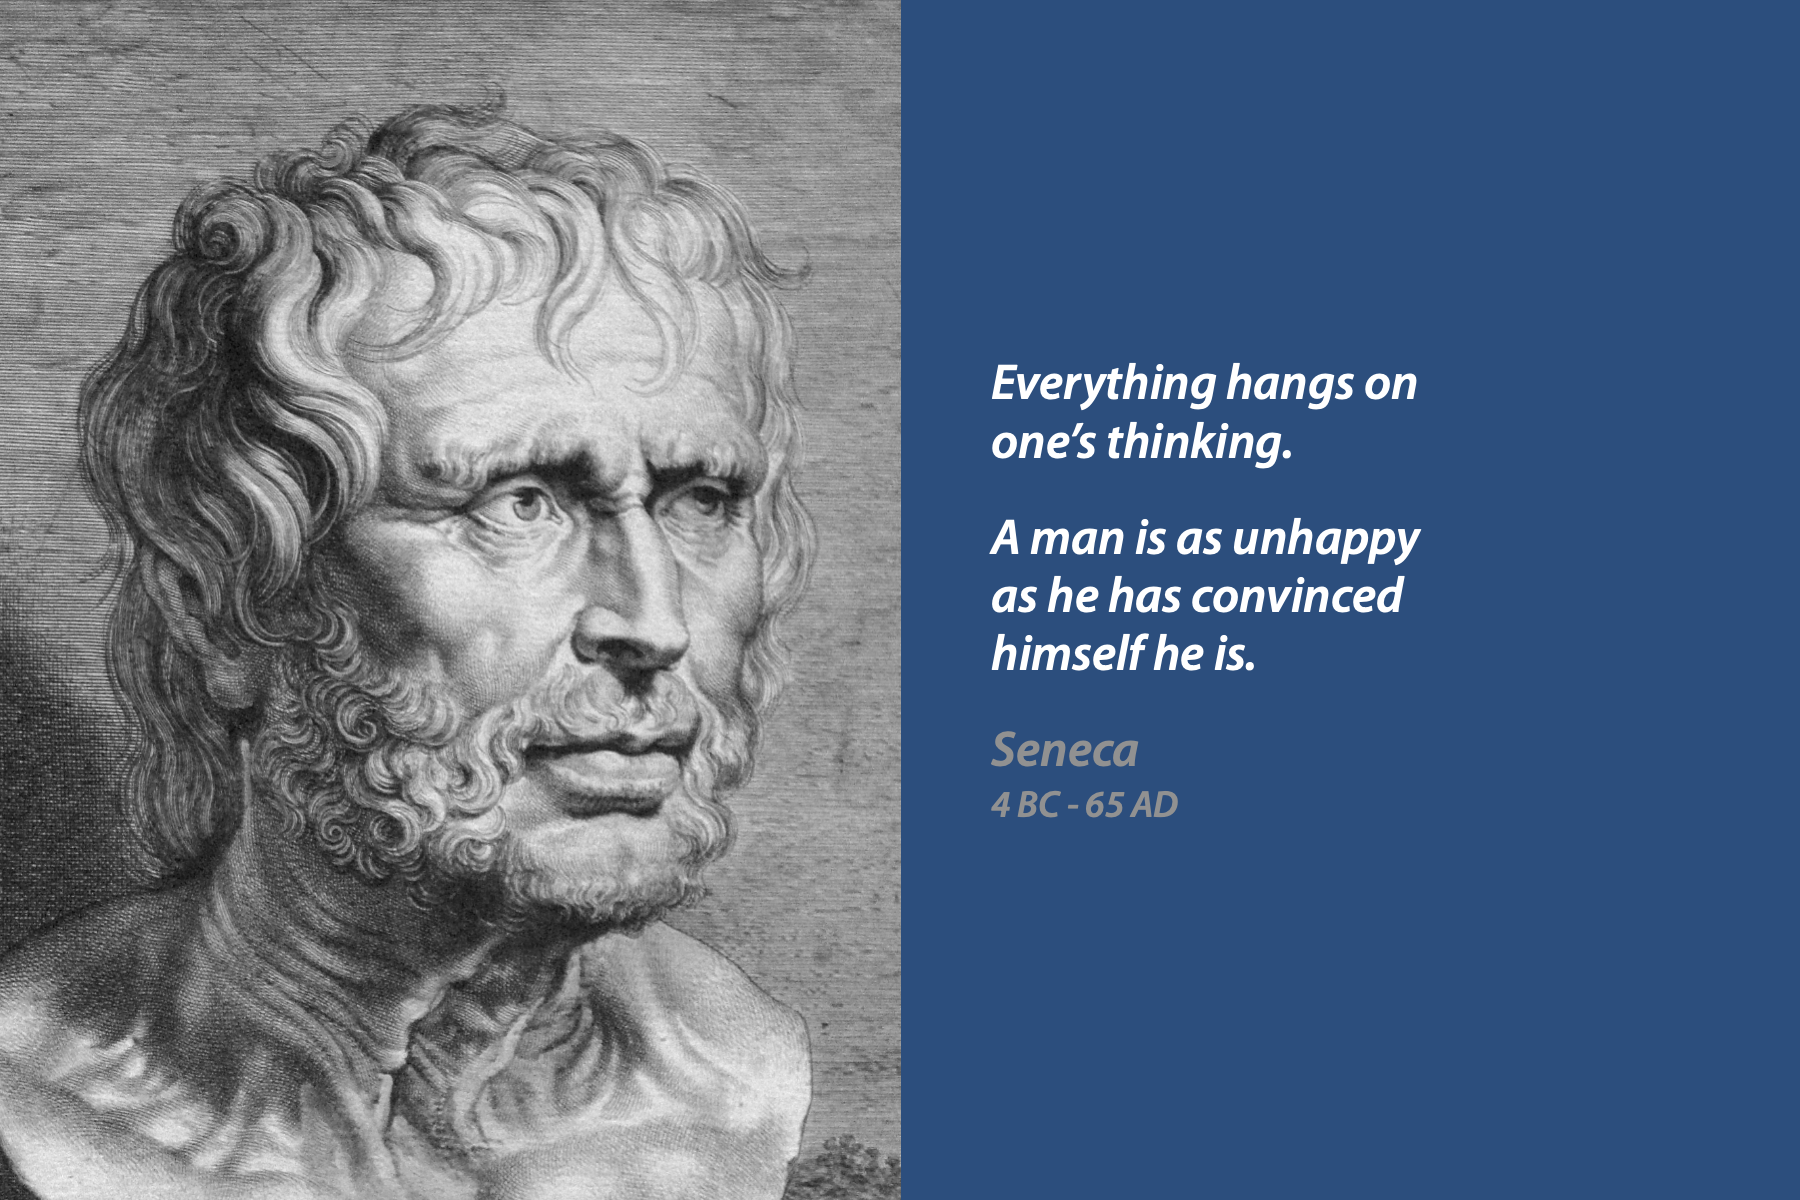 Everything hangs on
one’s thinking.
A man is as unhappy
as he has convinced
himself he is.
Seneca
4 BC - 65 AD